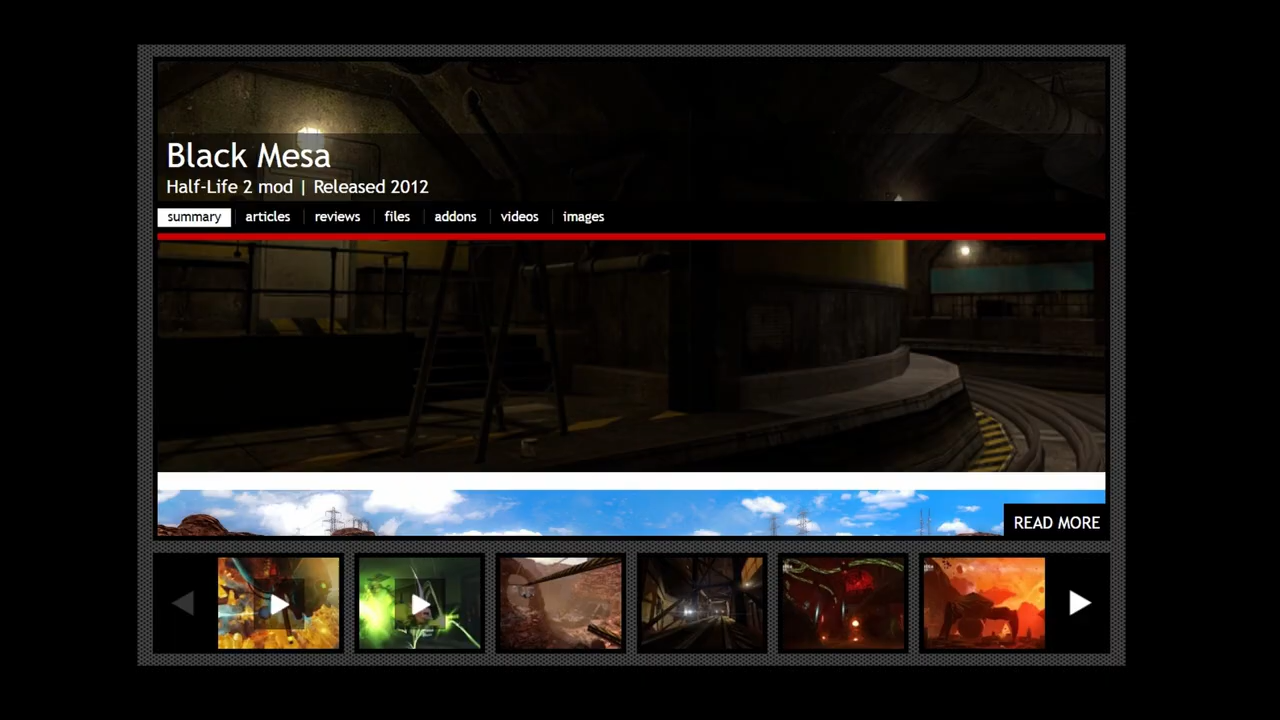 Black Mesa
Half-Life 2 mod | Released 2012
summary articles reviews files addons videos images
READ MORE